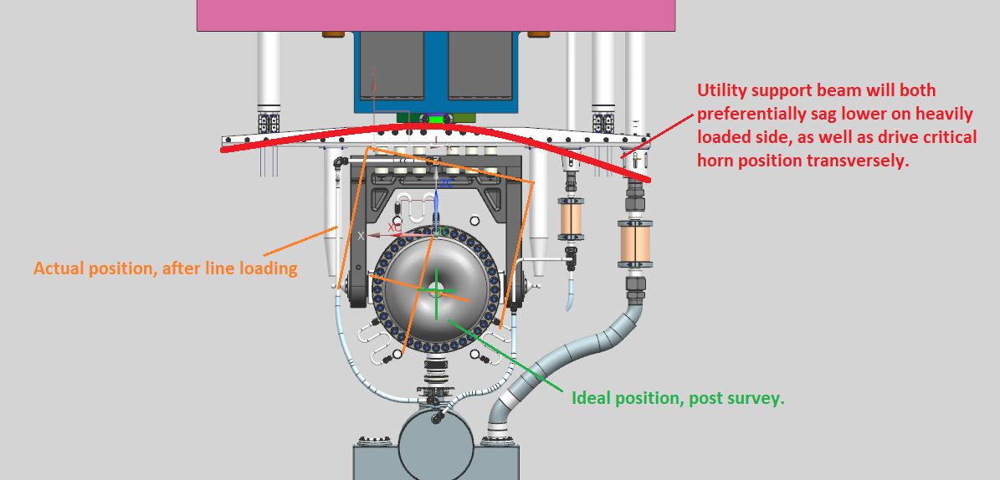 Utility support beam will both
preferentially sag lower on heavily
loaded side, as well as drive critical
horn position transversely.
X
Actual position, after line loading
Ideal position, post survey.